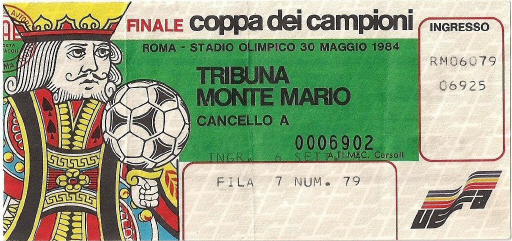 FINALE coppa dei campioni
ROMA - STADIO OLIMPICO 30 MAGGIO 1984
INGRESSO
RM06079
06925
TRIBUNA
MONTE MARIO
CANCELLO A
0006902
FILA 7 NUM. 79
UEFA